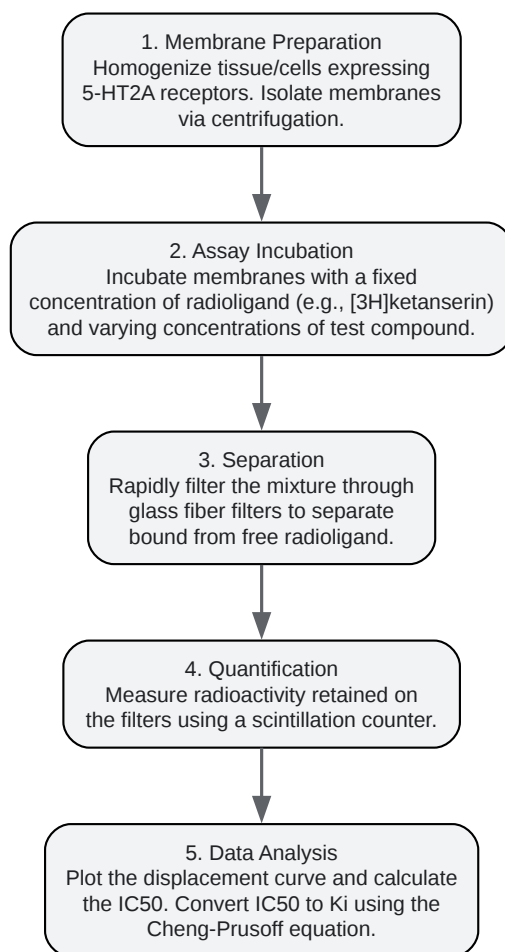 1. Membrane Preparation
Homogenize tissue/cells expressing
5-HT2A receptors. Isolate membranes
via centrifugation.
2. Assay Incubation
Incubate membranes with a fixed
concentration of radioligand (e.g., [3H]ketanserin)
and varying concentrations of test compound.
3. Separation
Rapidly filter the mixture through
glass fiber filters to separate
bound from free radioligand.
4. Quantification
Measure radioactivity retained on
the filters using a scintillation counter.
5. Data Analysis
Plot the displacement curve and calculate
the IC50. Convert IC50 to Ki using the
Cheng-Prusoff equation.